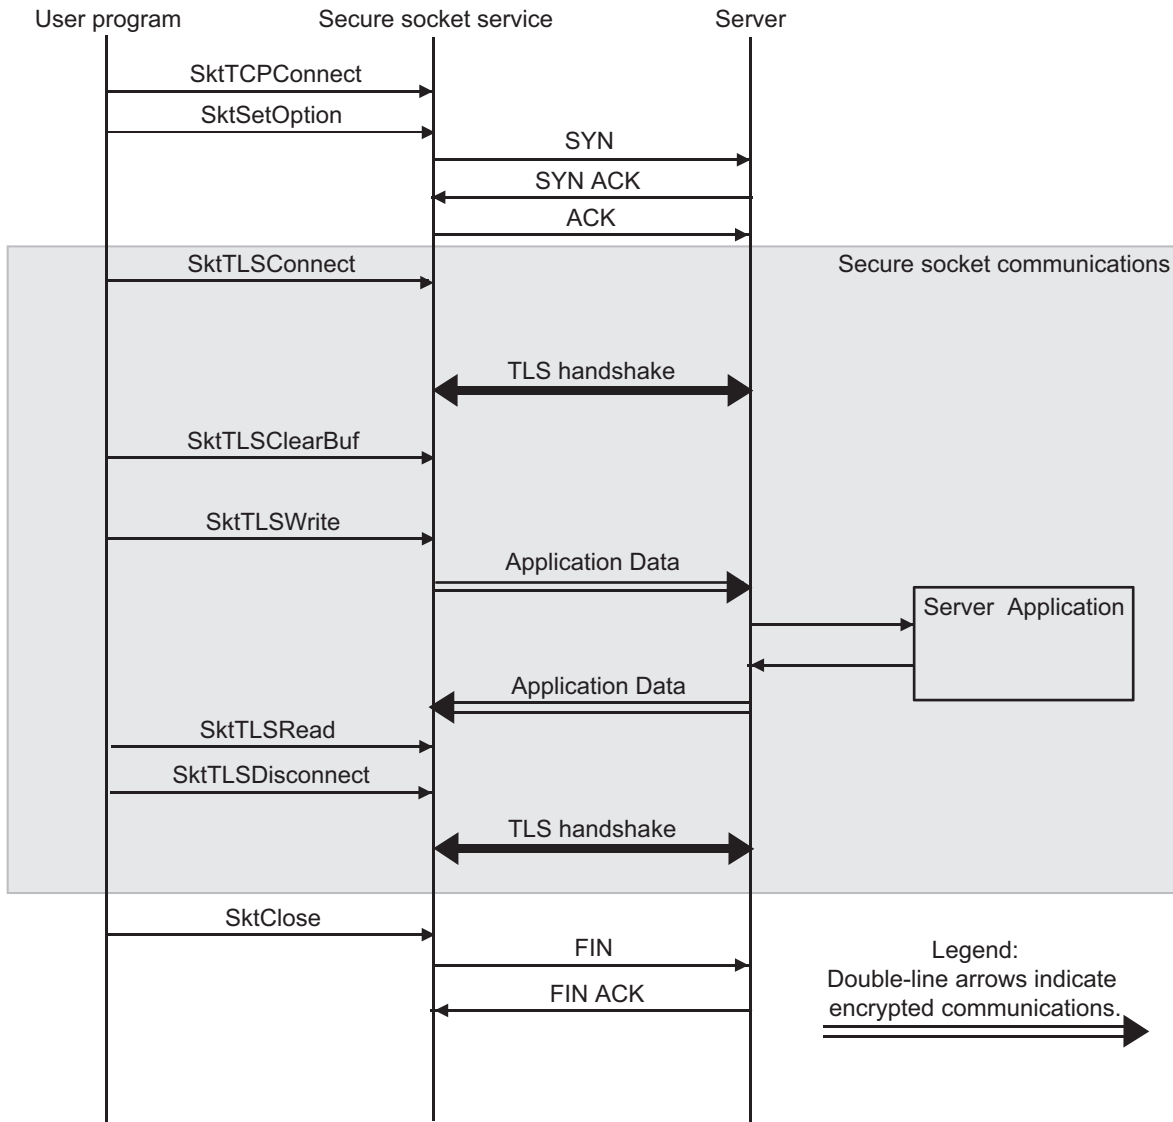 User program
Secure socket service
Server
SktTCPConnect
SktSetOption
SYN
SYN ACK
ACK
SktTLSConnect
Secure socket communications
TLS handshake
SktTLSClearBuf
SktTLSWrite
Application Data
Server Application
Application Data
SktTLSRead
SktTLSDisconnect
TLS handshake
SktClose
FIN
FIN ACK
Legend:
Double-line arrows indicate
encrypted communications.